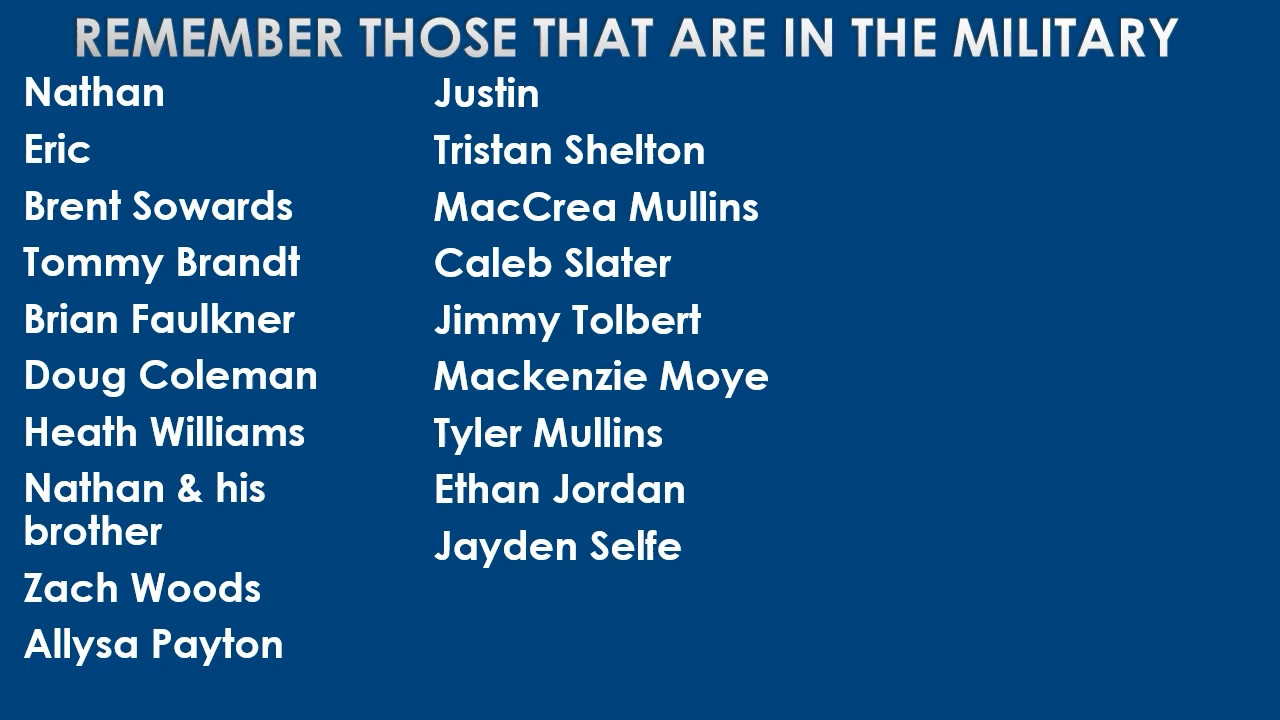 REMEMBER THOSE THAT ARE IN THE MILITARY
Nathan
Eric
Brent Sowards
Tommy Brandt
Brian Faulkner
Doug Coleman
Heath Williams
Nathan & his
brother
Zach Woods
Allysa Payton
Justin
Tristan Shelton
MacCrea Mullins
Caleb Slater
Jimmy Tolbert
Mackenzie Moye
Tyler Mullins
Ethan Jordan
Jayden Selfe